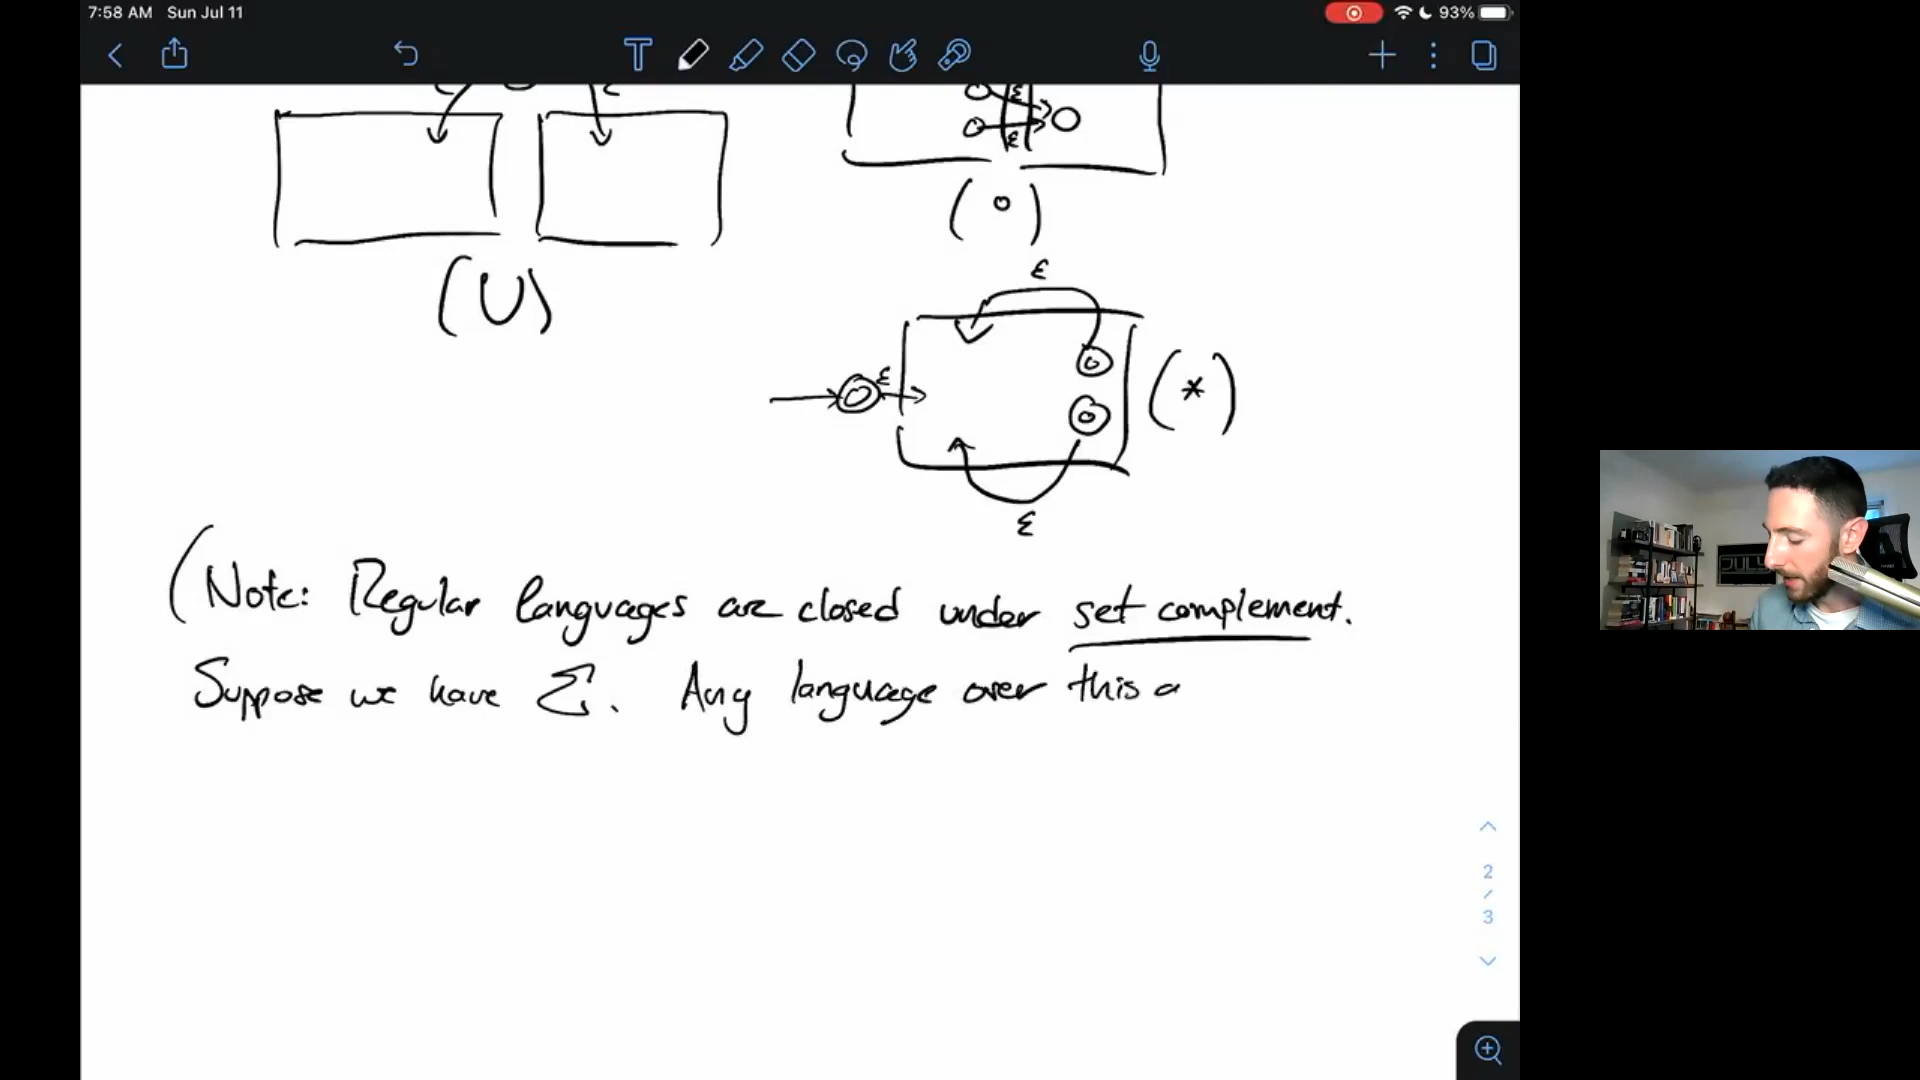 7:58 AM Sun Jul 11 93%
ε
ε
(∪)
(∘)
ε
ε
(*)
ε
(Note: Regular languages are closed under set complement.
Suppose we have Σ. Any language over this a
2
/
3